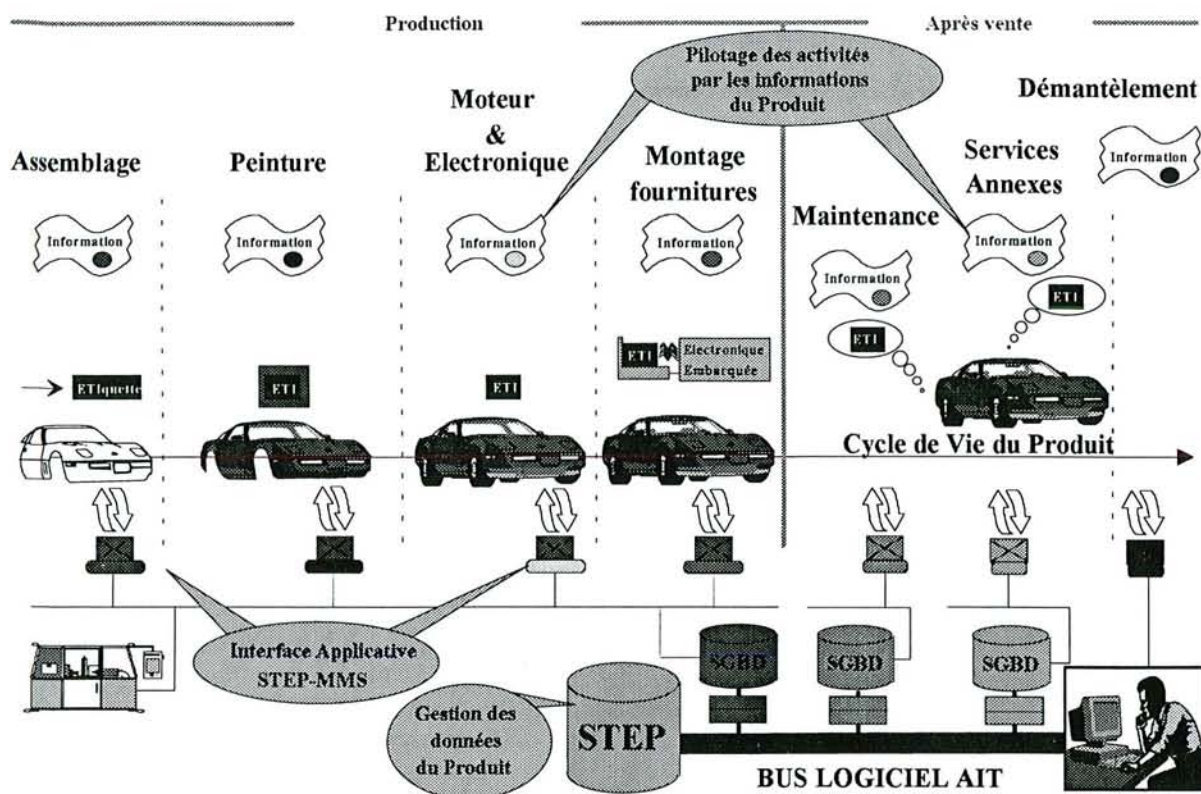 Production
Après vente
Pilotage des activités
par les informations
du Produit
Démantèlement
Information
Moteur
&
Electronique
Assemblage
Peinture
Montage
fournitures
Services
Annexes
Maintenance
Information
Information
Information
Information
Information
Information
ETI
ETI
ETIquette
ETI
ETI
ETI
Electronique
Embarquée
Cycle de Vie du Produit
Interface Applicative
STEP-MMS
SGBD
SGBD
SGBD
Gestion des
données
du Produit
STEP
BUS LOGICIEL AIT